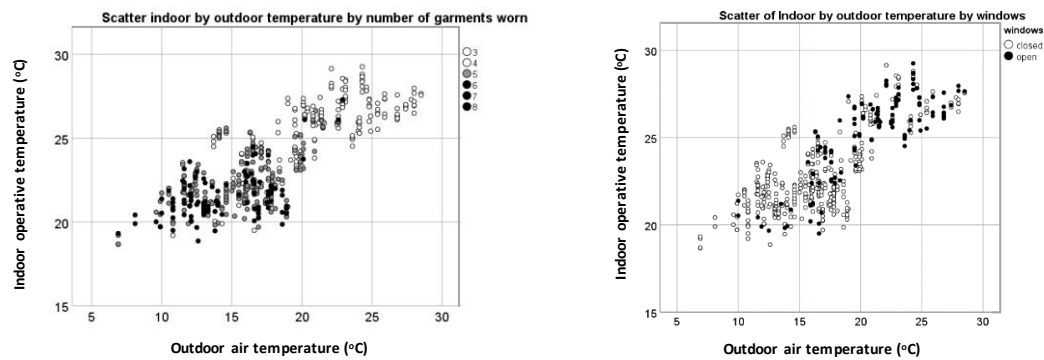 Scatter indoor by outdoor temperature by number of garments worn
30
25
20
15
5
10
15
20
25
30
3
4
5
6
7
8
Indoor operative temperature (°C)
Outdoor air temperature (°C)
Scatter of Indoor by outdoor temperature by windows
windows
closed
open
30
25
20
15
5
10
15
20
25
30
Indoor operative temperature (°C)
Outdoor air temperature (°C)